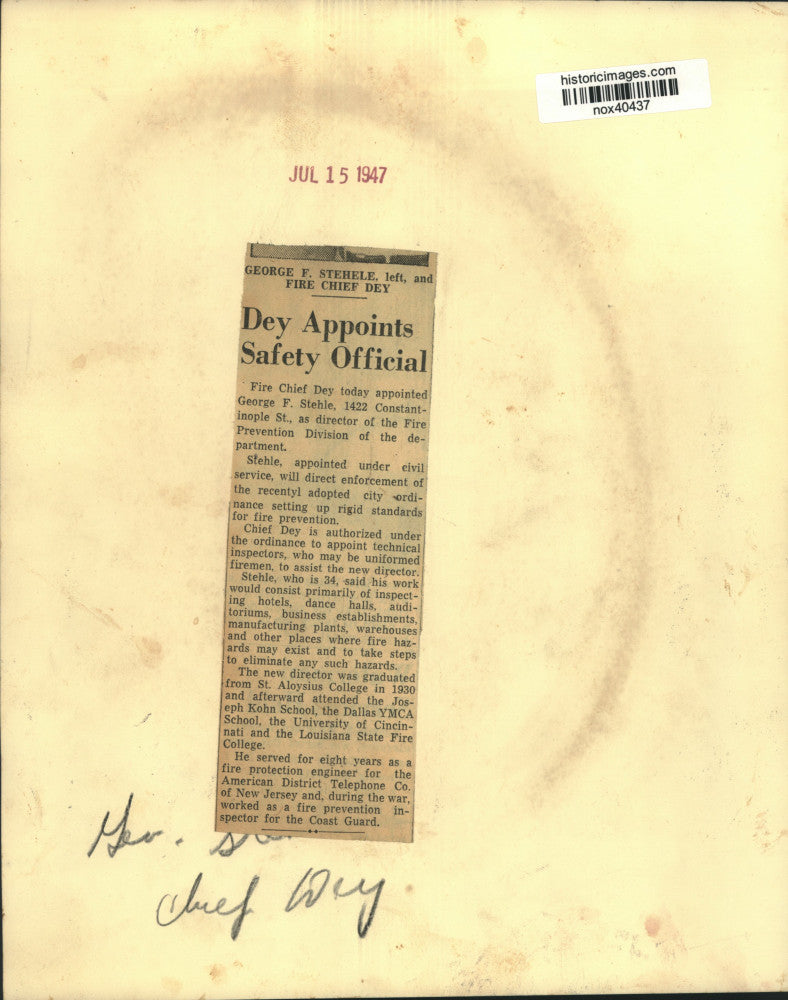 historicimages.com
nox40437
JUL 15 1947
GEORGE F. STEHELE, left, and
FIRE CHIEF DEY
Dey Appoints
Safety Official
Fire Chief Dey today appointed
George F. Stehle, 1422 Constant-
inople St., as director of the Fire
Prevention Division of the de-
partment.
Stehle, appointed under civil
service, will direct enforcement of
the recentyl adopted city ordi-
nance setting up rigid standards
for fire prevention.
Chief Dey is authorized under
the ordinance to appoint technical
inspectors, who may be uniformed
firemen, to assist the new director.
Stehle, who is 34, said his work
would consist primarily of inspect-
ing hotels, dance halls, audi-
toriums, business establishments,
manufacturing plants, warehouses
and other places where fire haz-
ards may exist and to take steps
to eliminate any such hazards.
The new director was graduated
from St. Aloysius College in 1930
and afterward attended the Jos-
eph Kohn School, the Dallas YMCA
School, the University of Cincin-
nati and the Louisiana State Fire
College.
He served for eight years as a
fire protection engineer for the
American District Telephone Co.
of New Jersey and, during the war,
worked as a fire prevention in-
spector for the Coast Guard.
Geo.
Chief Dey